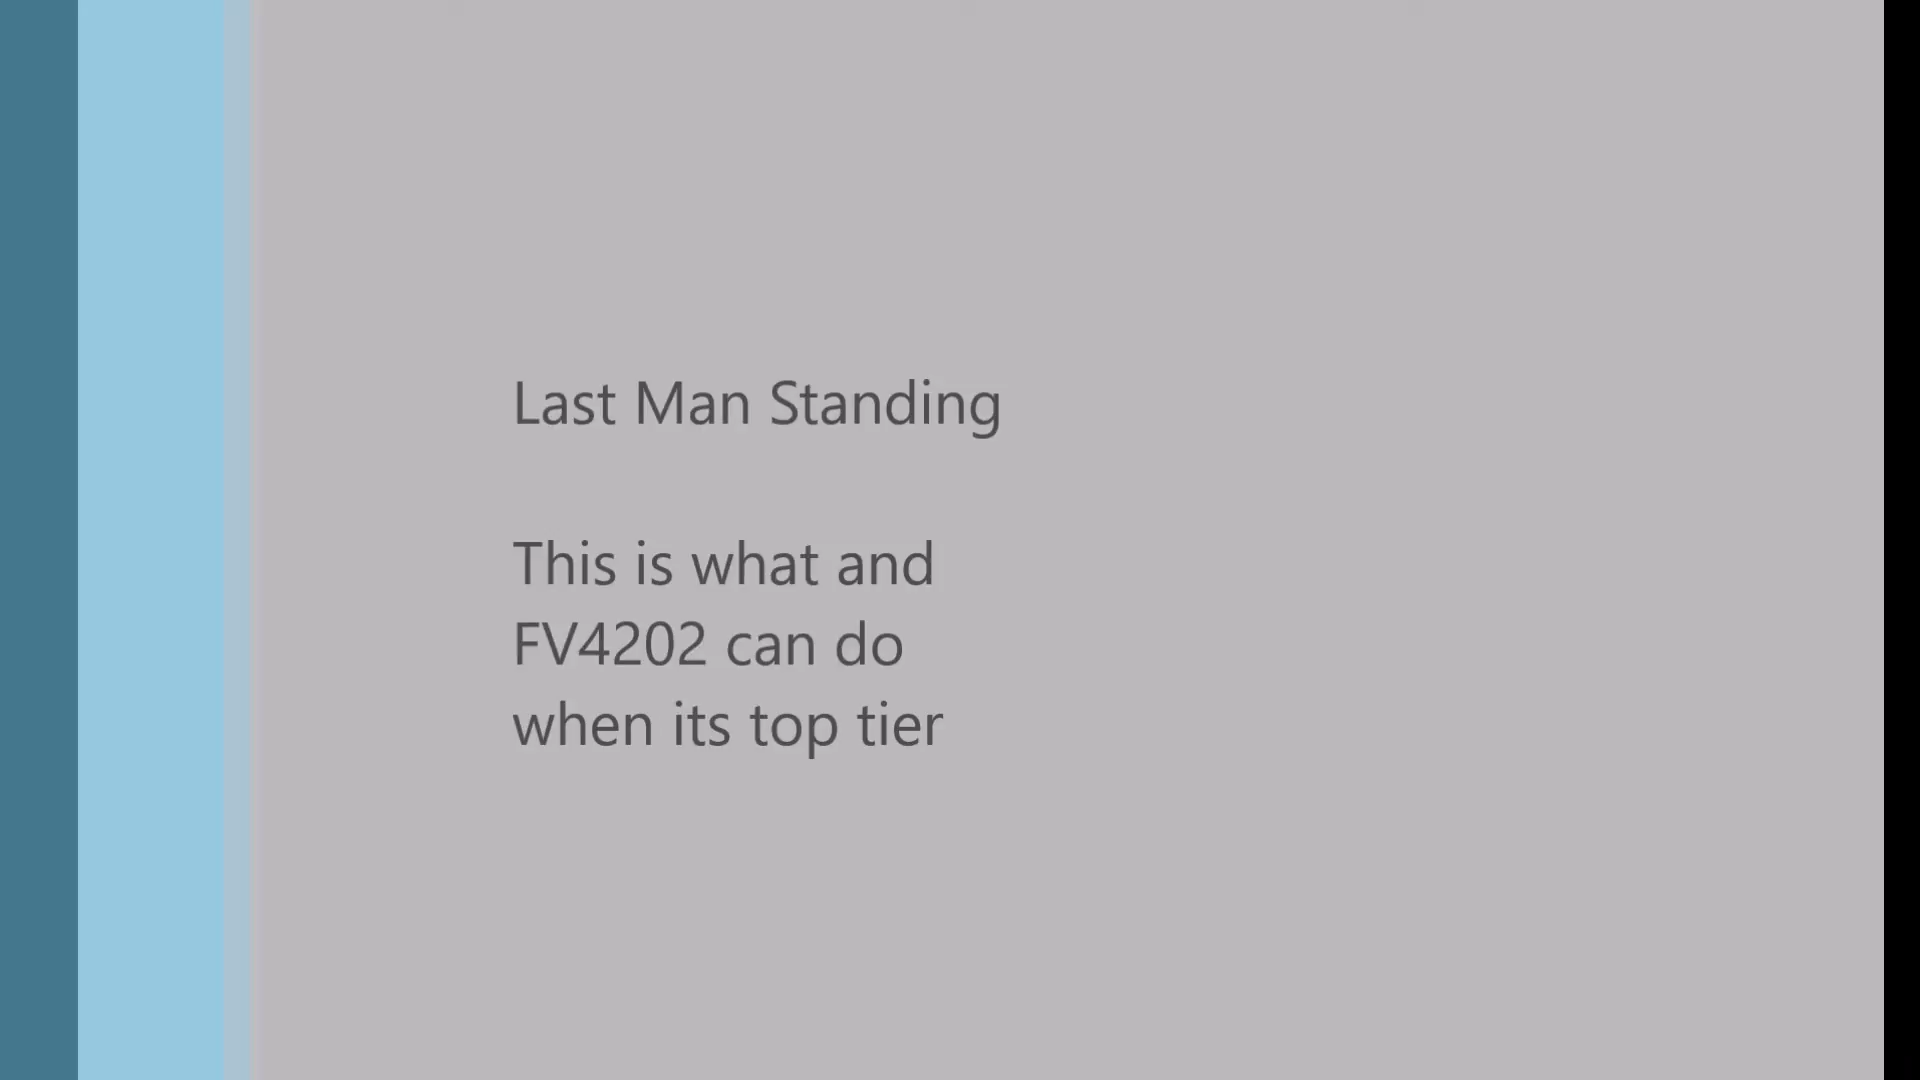 Last Man Standing
This is what and
FV4202 can do
when its top tier